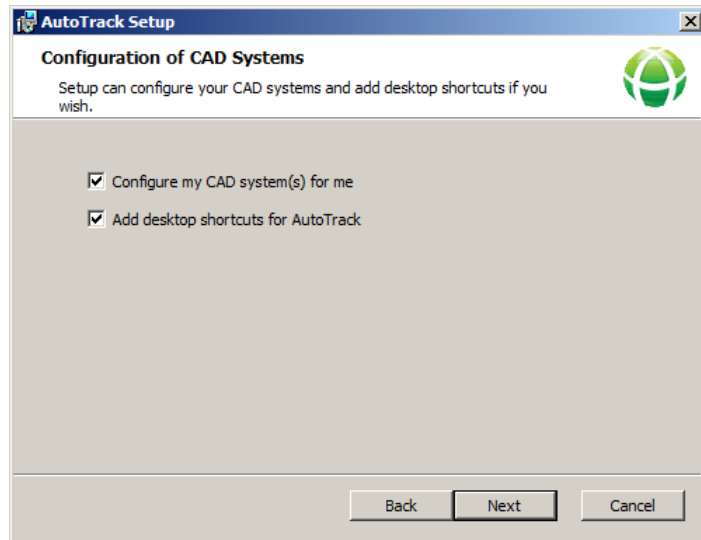 AutoTrack Setup
Configuration of CAD Systems
Setup can configure your CAD systems and add desktop shortcuts if you
wish.
Configure my CAD system(s) for me
Add desktop shortcuts for AutoTrack
Back Next Cancel